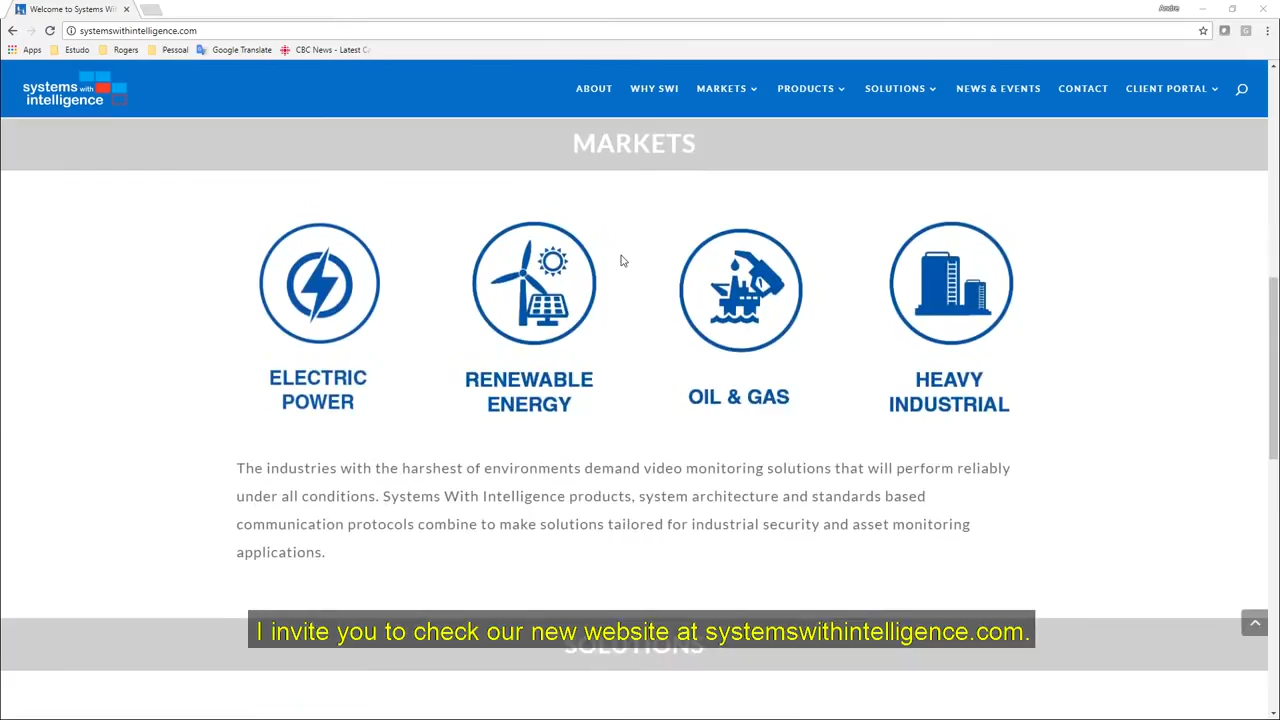 Welcome to Systems Wi
Andre
systemswithintelligence.com
Apps Estudo Rogers Pessoal Google Translate CBC News - Latest C
systems with
intelligence
ABOUT WHY SWI MARKETS PRODUCTS SOLUTIONS NEWS & EVENTS CONTACT CLIENT PORTAL
MARKETS
ELECTRIC
POWER
RENEWABLE
ENERGY
OIL & GAS
HEAVY
INDUSTRIAL
The industries with the harshest of environments demand video monitoring solutions that will perform reliably
under all conditions. Systems With Intelligence products, system architecture and standards based
communication protocols combine to make solutions tailored for industrial security and asset monitoring
applications.
I invite you to check our new website at systemswithintelligence.com.
SOLUTIONS